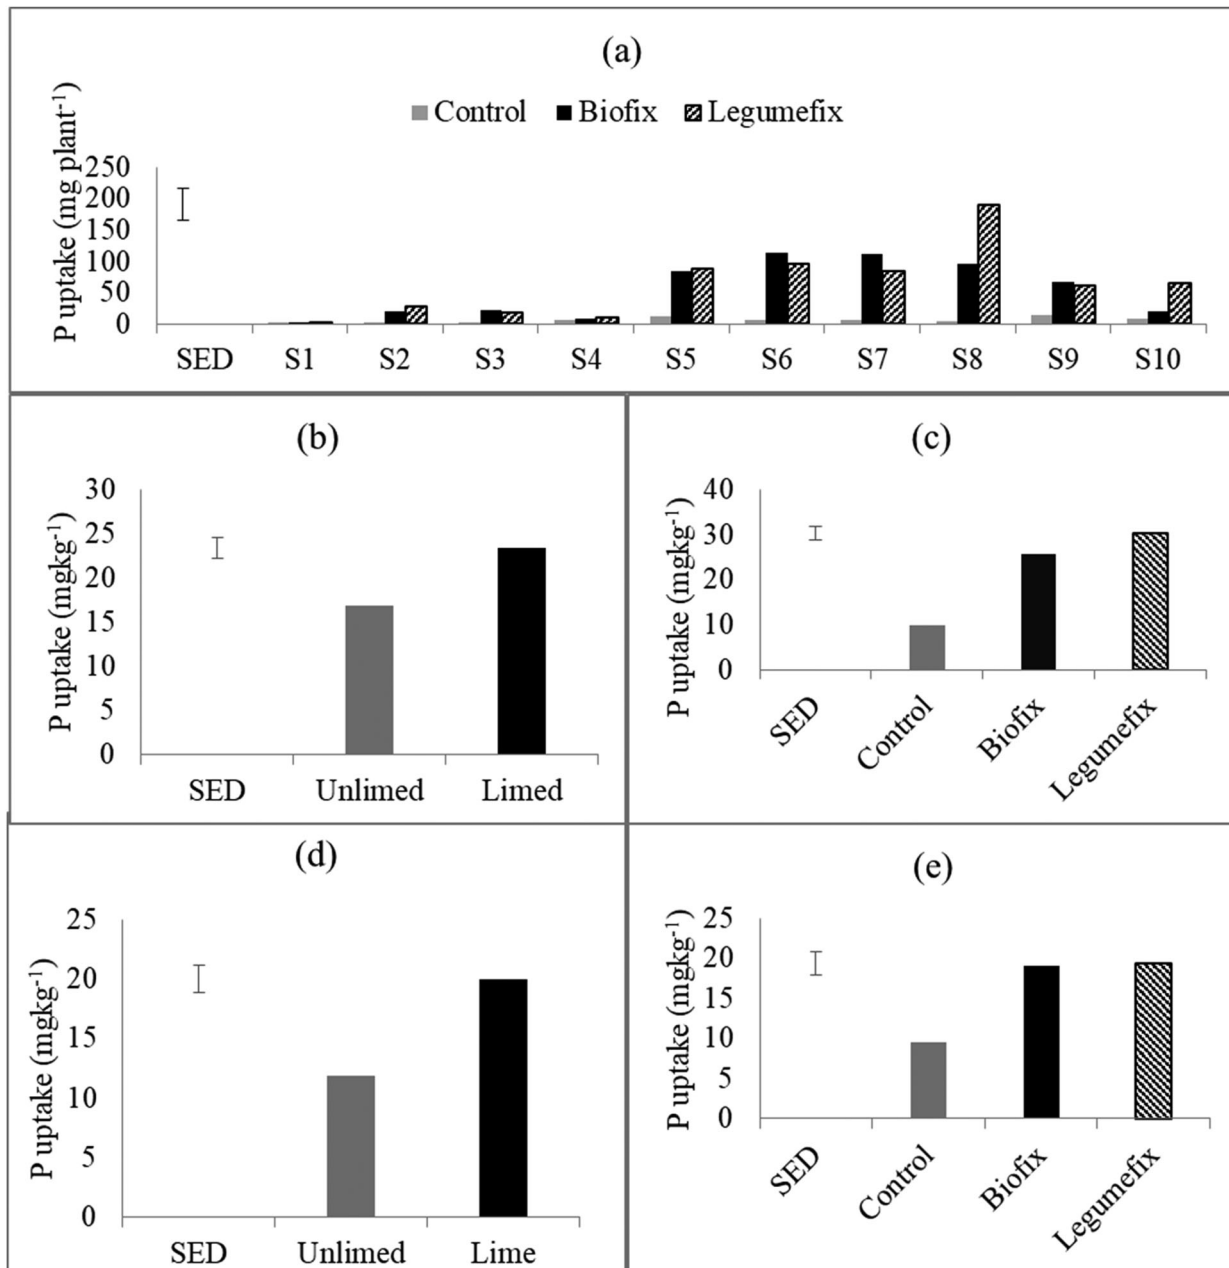 (a)
Control Biofix Legumefix
P uptake (mg plant⁻¹)
250
200
150
100
50
0
SED S1 S2 S3 S4 S5 S6 S7 S8 S9 S10
(b)
P uptake (mgkg⁻¹)
30
25
20
15
10
5
0
SED Unlimed Limed
(c)
P uptake (mgkg⁻¹)
40
30
20
10
0
SED Control Biofix Legumefix
(d)
P uptake (mgkg⁻¹)
25
20
15
10
5
0
SED Unlimed Lime
(e)
P uptake (mgkg⁻¹)
25
20
15
10
5
0
SED Control Biofix Legumefix